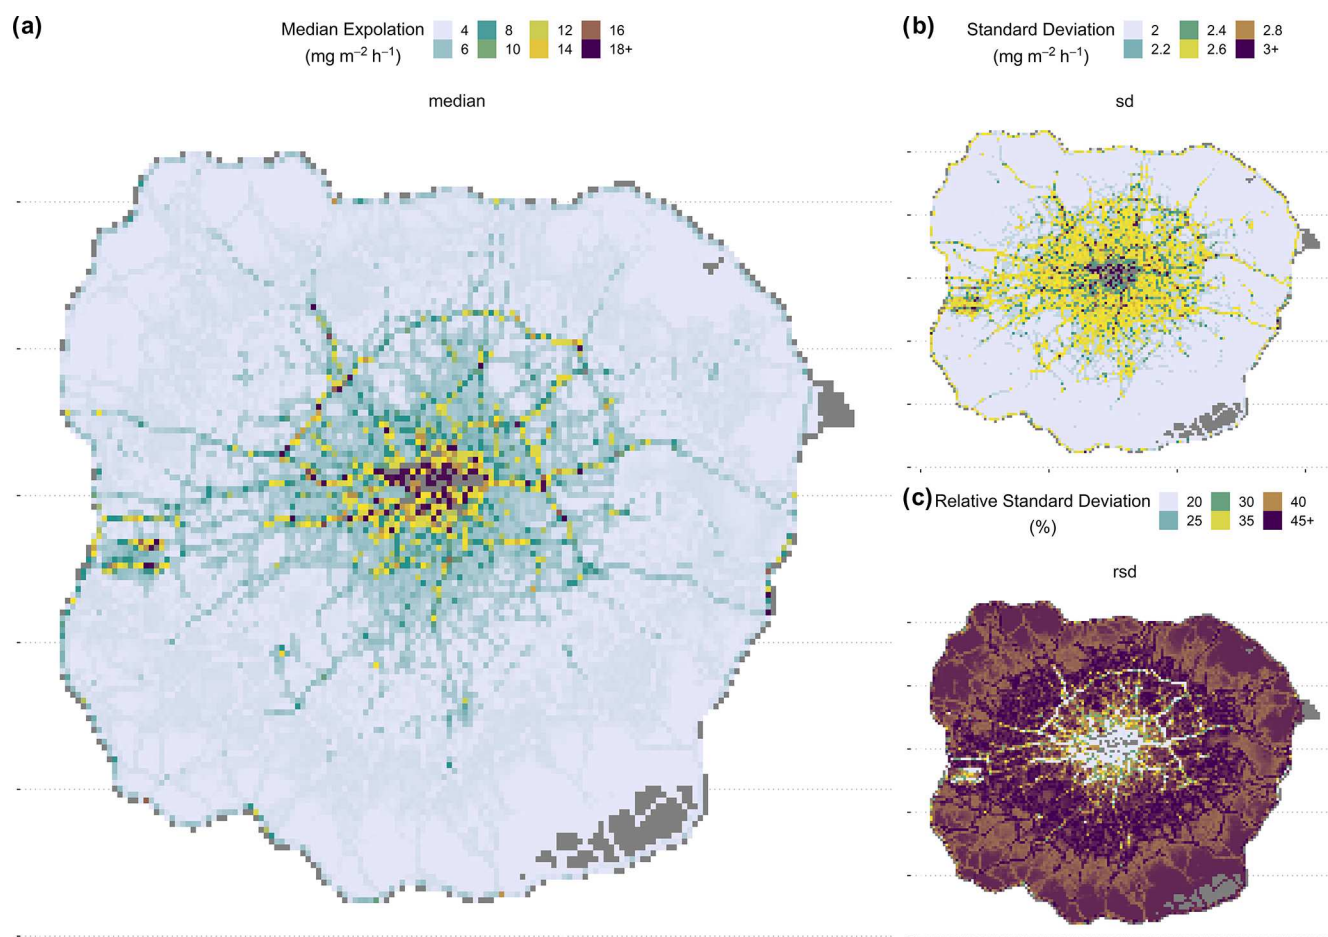 (a)
Median Expolation
(mg m−2 h−1)
4 8 12 16
6 10 14 18+
median
(b)
Standard Deviation
(mg m−2 h−1)
2 2.4 2.8
2.2 2.6 3+
sd
(c)
Relative Standard Deviation
(%)
20 30 40
25 35 45+
rsd